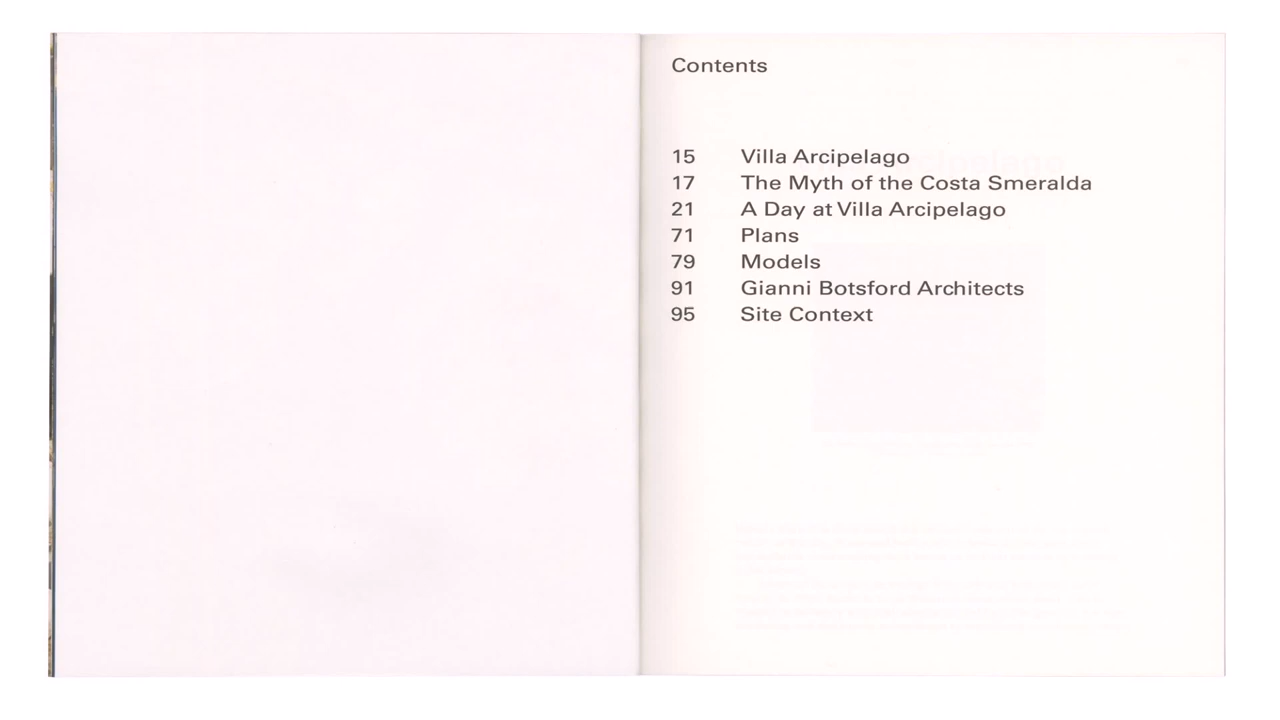 Contents
15 Villa Arcipelago
17 The Myth of the Costa Smeralda
21 A Day at Villa Arcipelago
71 Plans
79 Models
91 Gianni Botsford Architects
95 Site Context